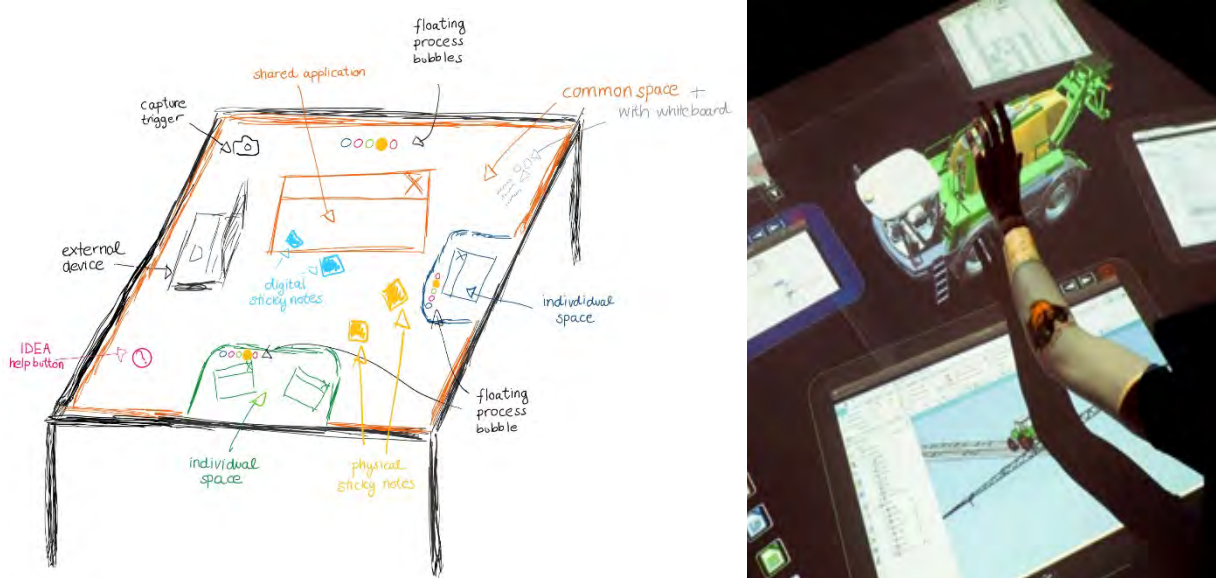 floating
process
bubbles
shared application
common space +
with whiteboard
capture
trigger
external
device
digital
sticky notes
individual
space
IDEA
help button
floating
process
bubble
individual
space
physical
sticky notes